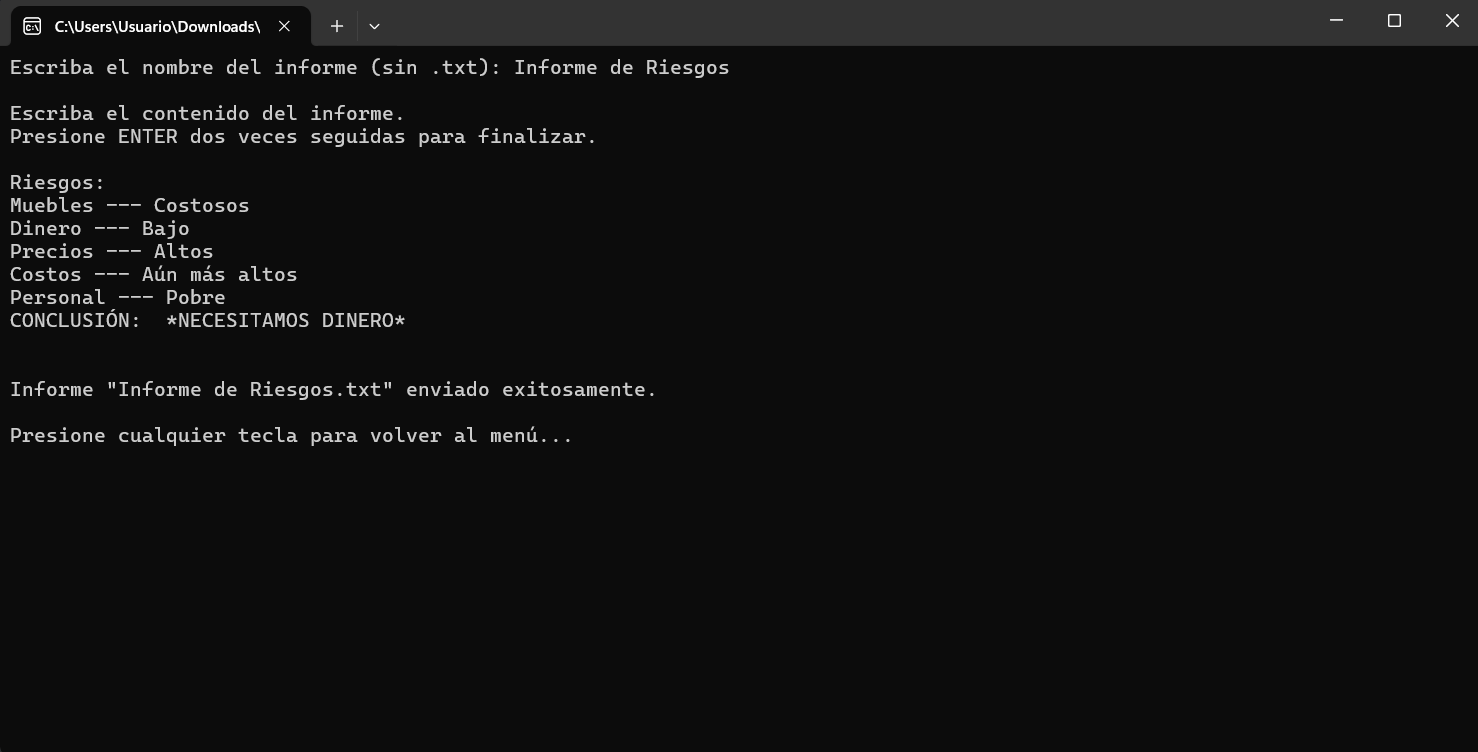 C:\Users\Usuario\Downloads\
Escriba el nombre del informe (sin .txt): Informe de Riesgos
Escriba el contenido del informe.
Presione ENTER dos veces seguidas para finalizar.
Riesgos:
Muebles --- Costosos
Dinero --- Bajo
Precios --- Altos
Costos --- Aún más altos
Personal --- Pobre
CONCLUSIÓN:  *NECESITAMOS DINERO*
Informe "Informe de Riesgos.txt" enviado exitosamente.
Presione cualquier tecla para volver al menú...